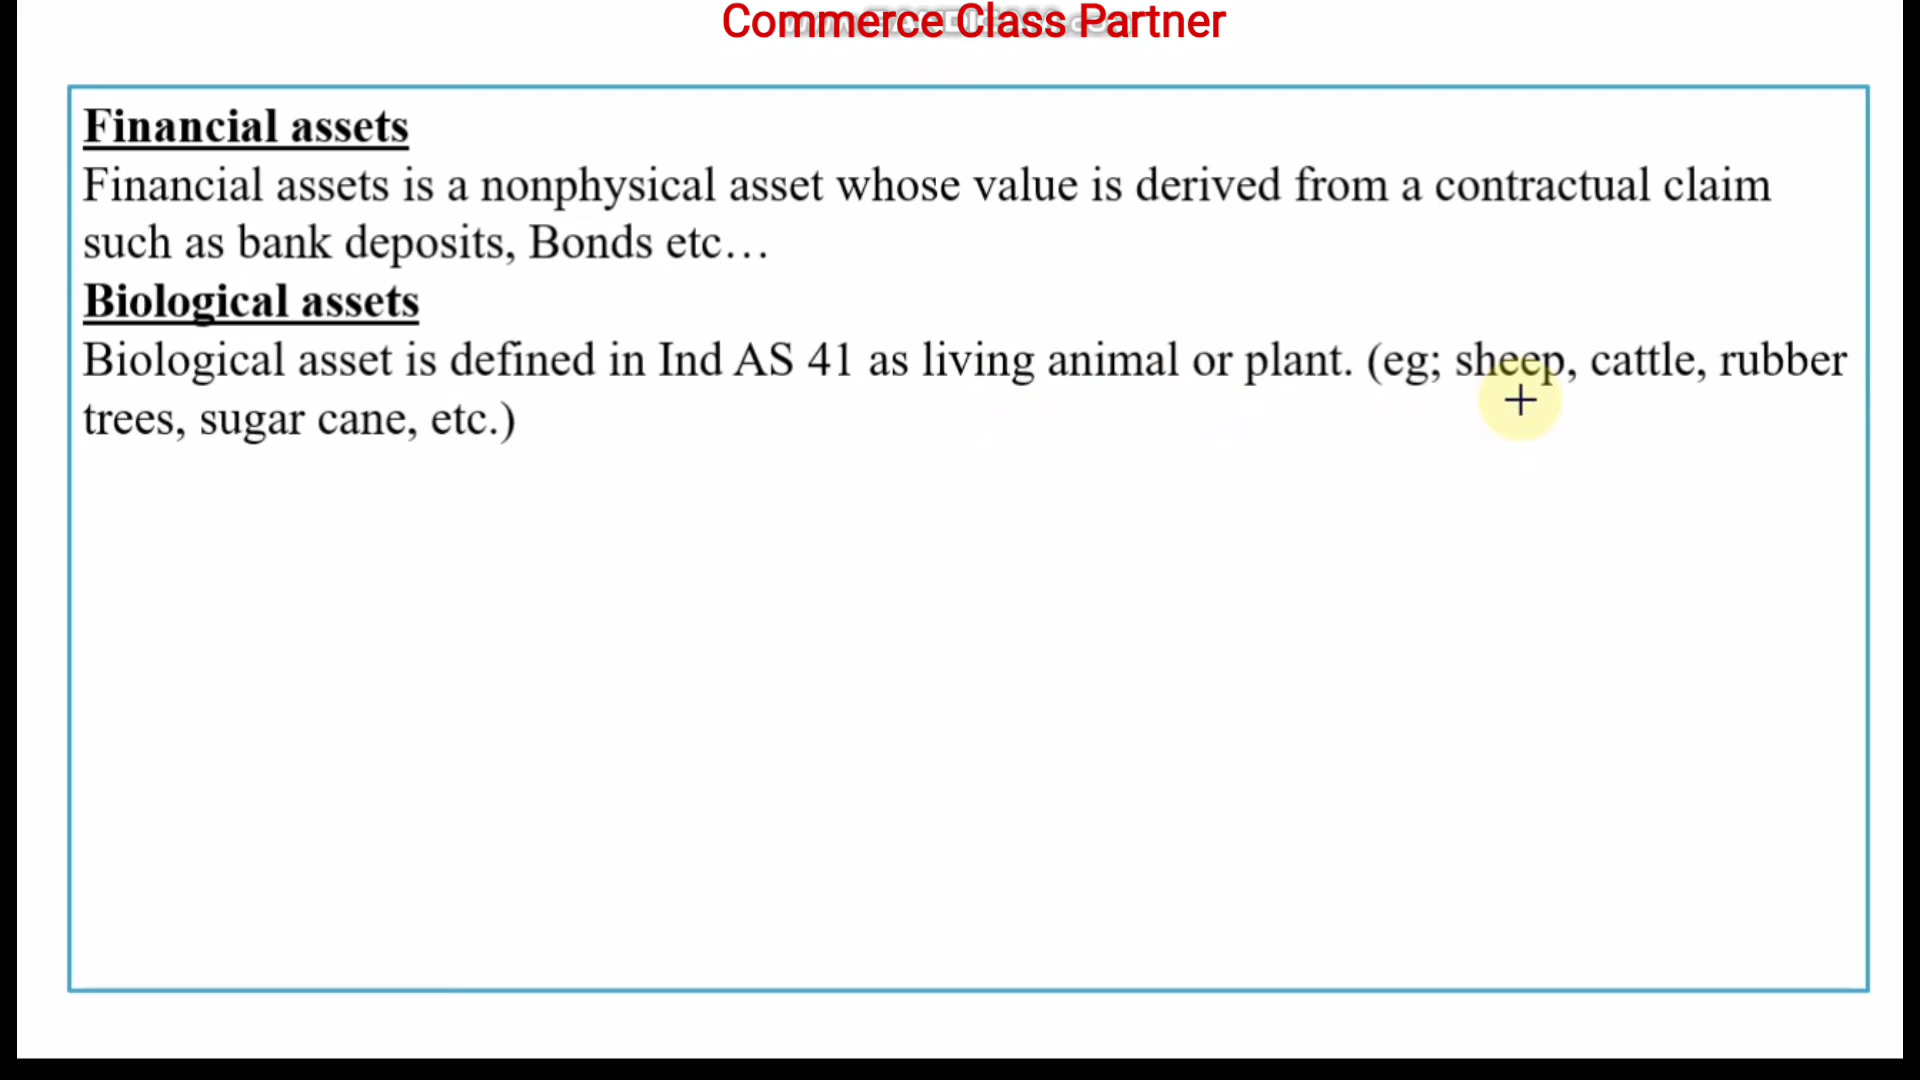 Commerce Class Partner
Financial assets
Financial assets is a nonphysical asset whose value is derived from a contractual claim
such as bank deposits, Bonds etc…
Biological assets
Biological asset is defined in Ind AS 41 as living animal or plant. (eg; sheep, cattle, rubber
trees, sugar cane, etc.)